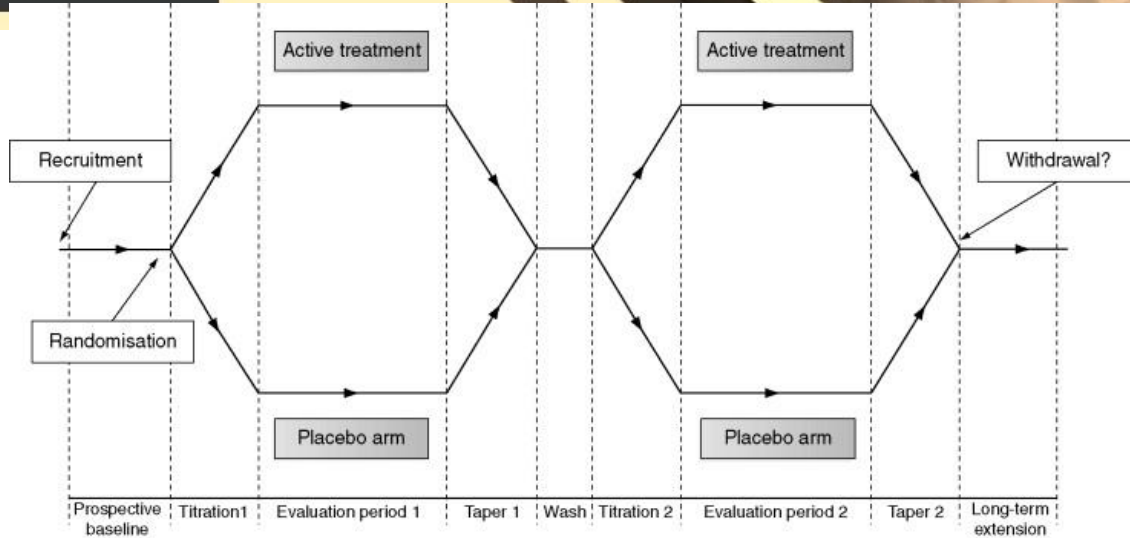 Active treatment
Active treatment
Recruitment
Withdrawal?
Randomisation
Placebo arm
Placebo arm
Prospective
baseline
Titration1
Evaluation period 1
Taper 1
Wash
Titration 2
Evaluation period 2
Taper 2
Long-term
extension